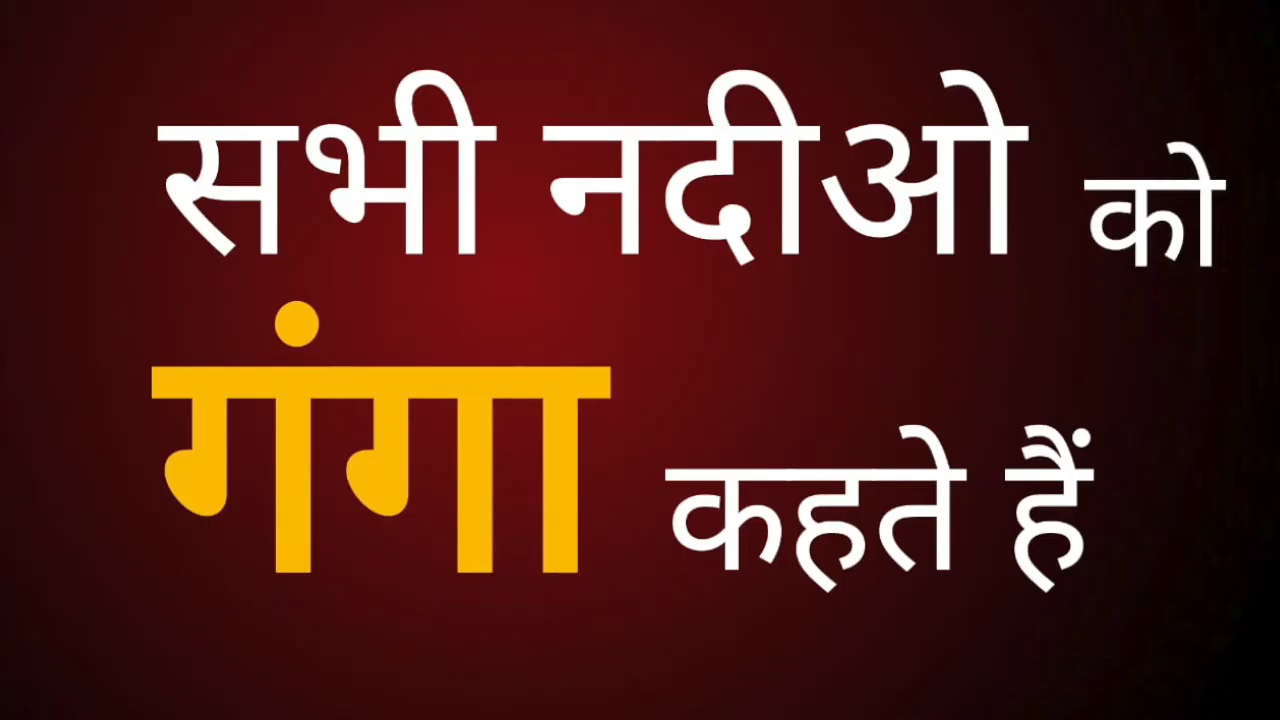 सभी नदीओ को
गंगा कहते हैं